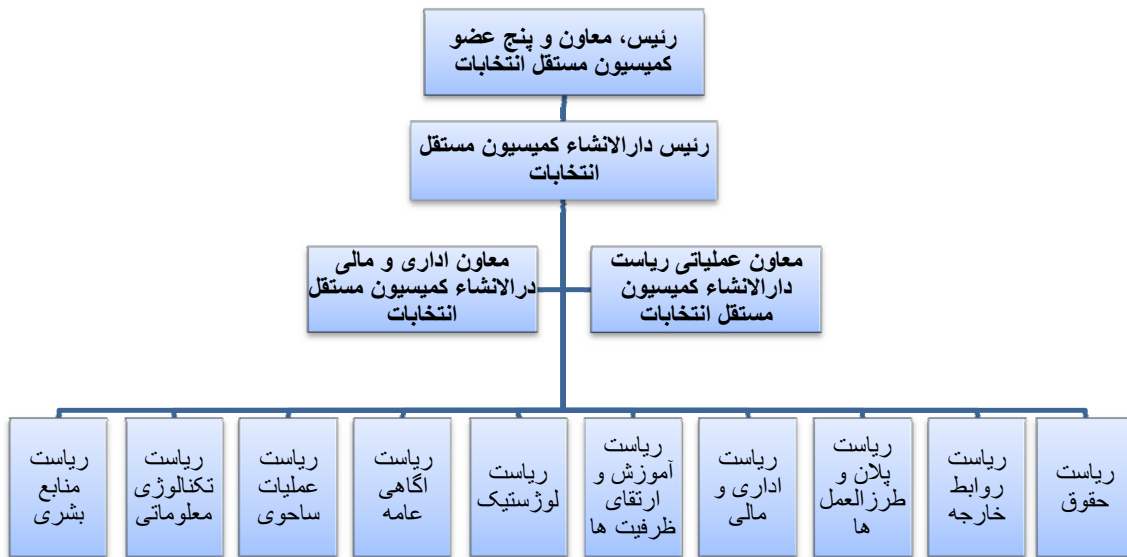 رئیس، معاون و پنج عضو
کمیسیون مستقل انتخابات
رئیس دارالانشاء کمیسیون مستقل
انتخابات
معاون عملیاتی ریاست
دارالانشاء کمیسیون
مستقل انتخابات
معاون اداری و مالی
درالانشاء کمیسیون مستقل
انتخابات
ریاست
حقوق
ریاست
روابط
خارجه
ریاست
پلان و
طرزالعمل
ها
ریاست
اداری و
مالی
ریاست
آموزش و
ارتقای
ظرفیت ها
ریاست
لوژستیک
ریاست
اگاهی
عامه
ریاست
عملیات
ساحوی
ریاست
تکنالوژی
معلوماتی
ریاست
منابع
بشری